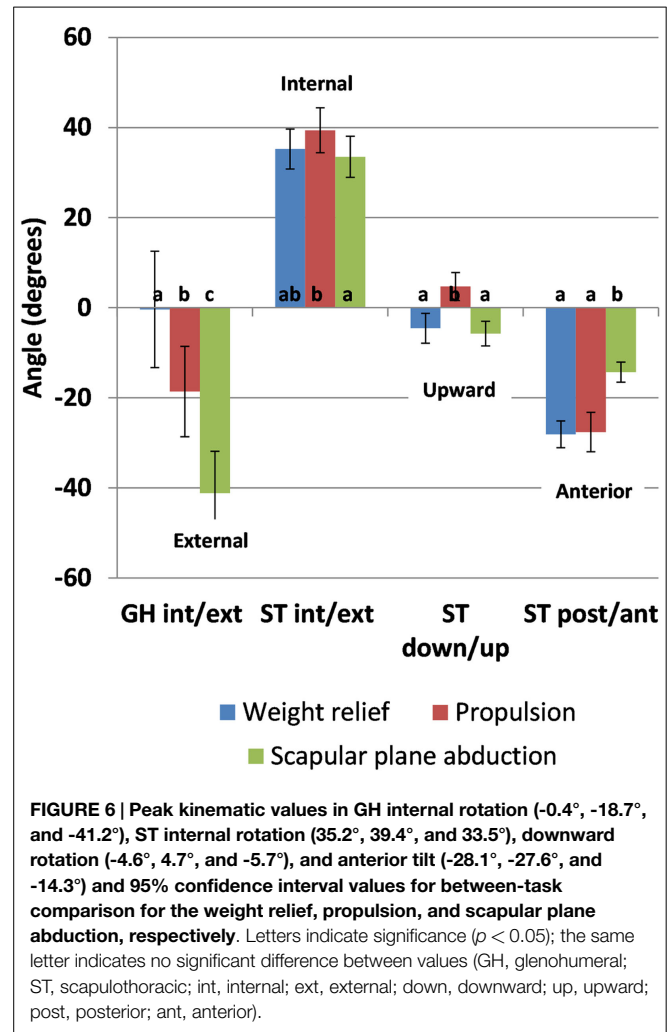 60
40
20
0
-20
-40
-60
Angle (degrees)
Internal
External
Upward
Anterior
a b c ab b a a b a a a b
GH int/ext ST int/ext ST down/up ST post/ant
Weight relief Propulsion
Scapular plane abduction
FIGURE 6 | Peak kinematic values in GH internal rotation (-0.4°, -18.7°,
and -41.2°), ST internal rotation (35.2°, 39.4°, and 33.5°), downward
rotation (-4.6°, 4.7°, and -5.7°), and anterior tilt (-28.1°, -27.6°, and
-14.3°) and 95% confidence interval values for between-task
comparison for the weight relief, propulsion, and scapular plane
abduction, respectively. Letters indicate significance (p < 0.05); the same
letter indicates no significant difference between values (GH, glenohumeral;
ST, scapulothoracic; int, internal; ext, external; down, downward; up, upward;
post, posterior; ant, anterior).